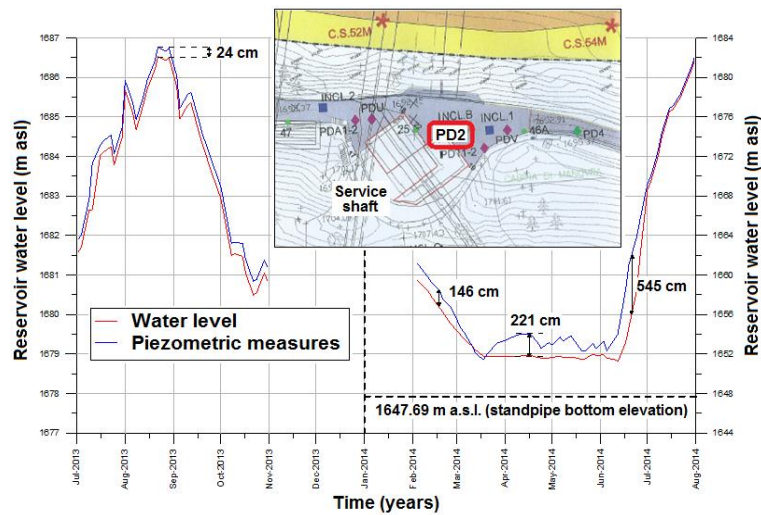 1687
1686
1685
1684
1683
1682
1681
1680
1679
1678
1677
Reservoir water level (m asl)
24 cm
C.S.52M
C.S.54M
INCL.2
PDU
INCL.B
INCL.1
47
PDA1-2
25
PD2
46A
PD4
PDV
PDT1-2
Service
shaft
146 cm
221 cm
545 cm
Water level
Piezometric measures
1647.69 m a.s.l. (standpipe bottom elevation)
1684
1680
1676
1672
1668
1664
1660
1656
1652
1648
1644
Reservoir water level (m asl)
Jul-2013
Aug-2013
Sep-2013
Oct-2013
Nov-2013
Dec-2013
Jan-2014
Feb-2014
Mar-2014
Apr-2014
May-2014
Jun-2014
Jul-2014
Aug-2014
Time (years)